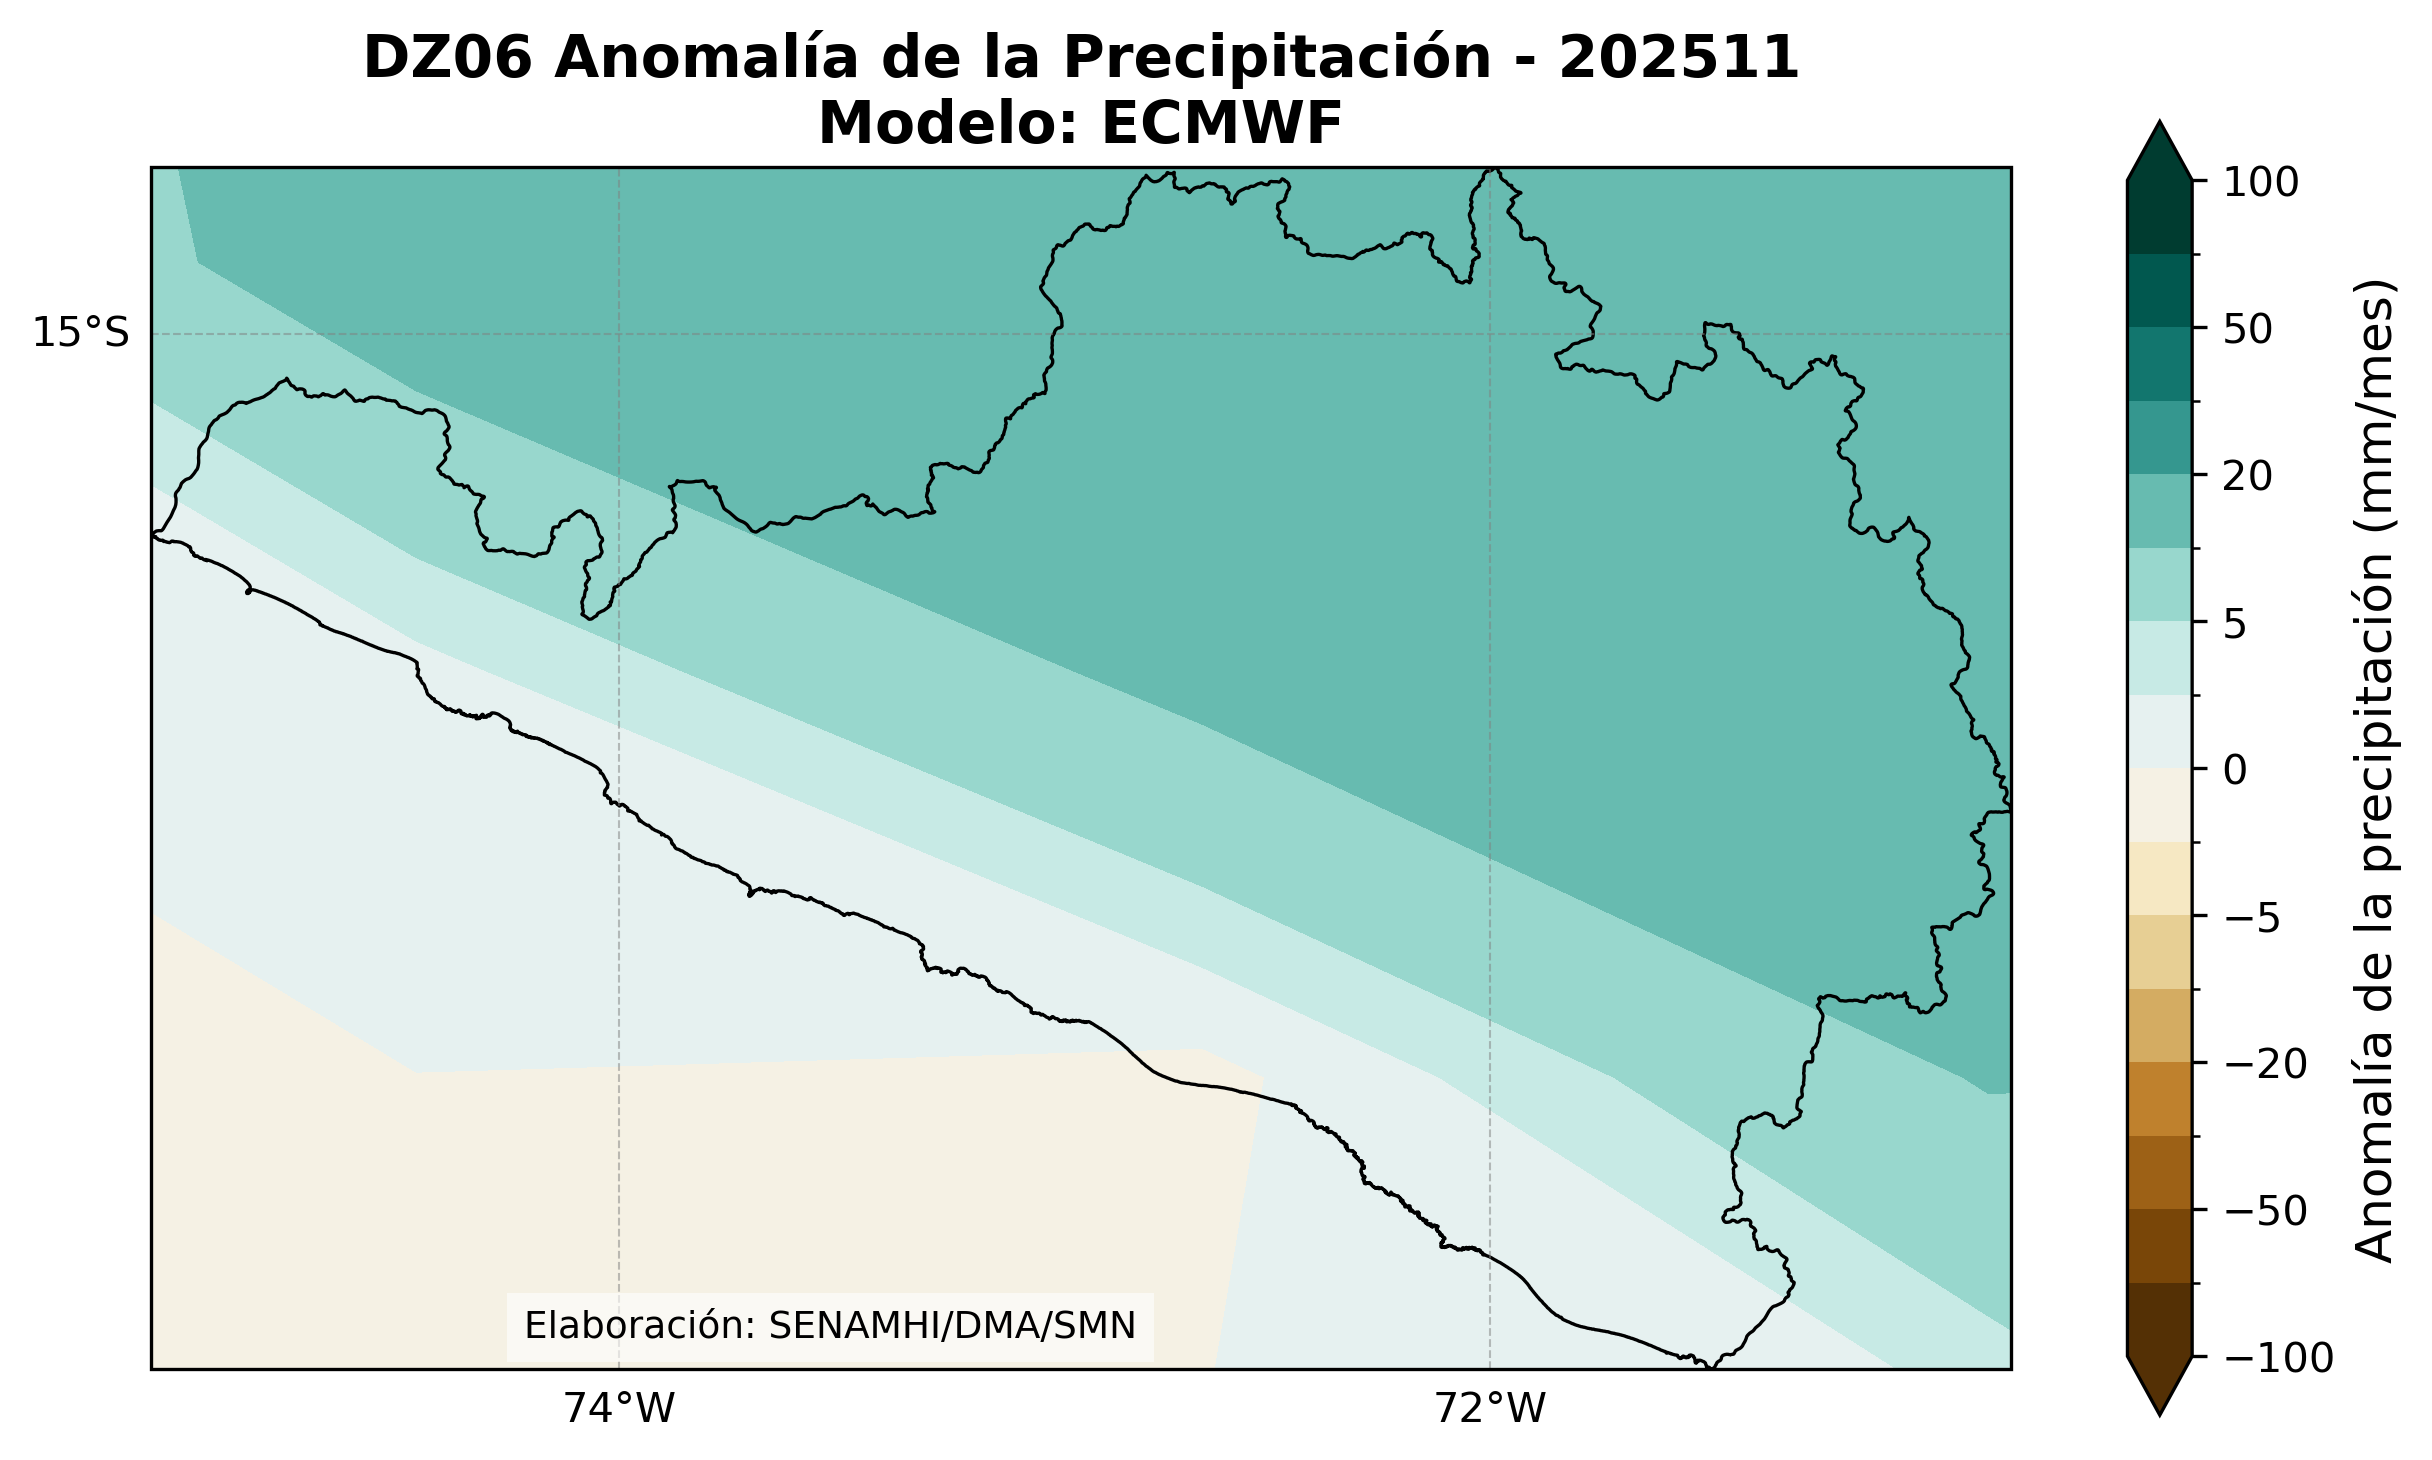 DZ06 Anomalía de la Precipitación - 202511
Modelo: ECMWF
15°S
74°W
72°W
Elaboración: SENAMHI/DMA/SMN
100
50
20
5
0
−5
−20
−50
−100
Anomalía de la precipitación (mm/mes)